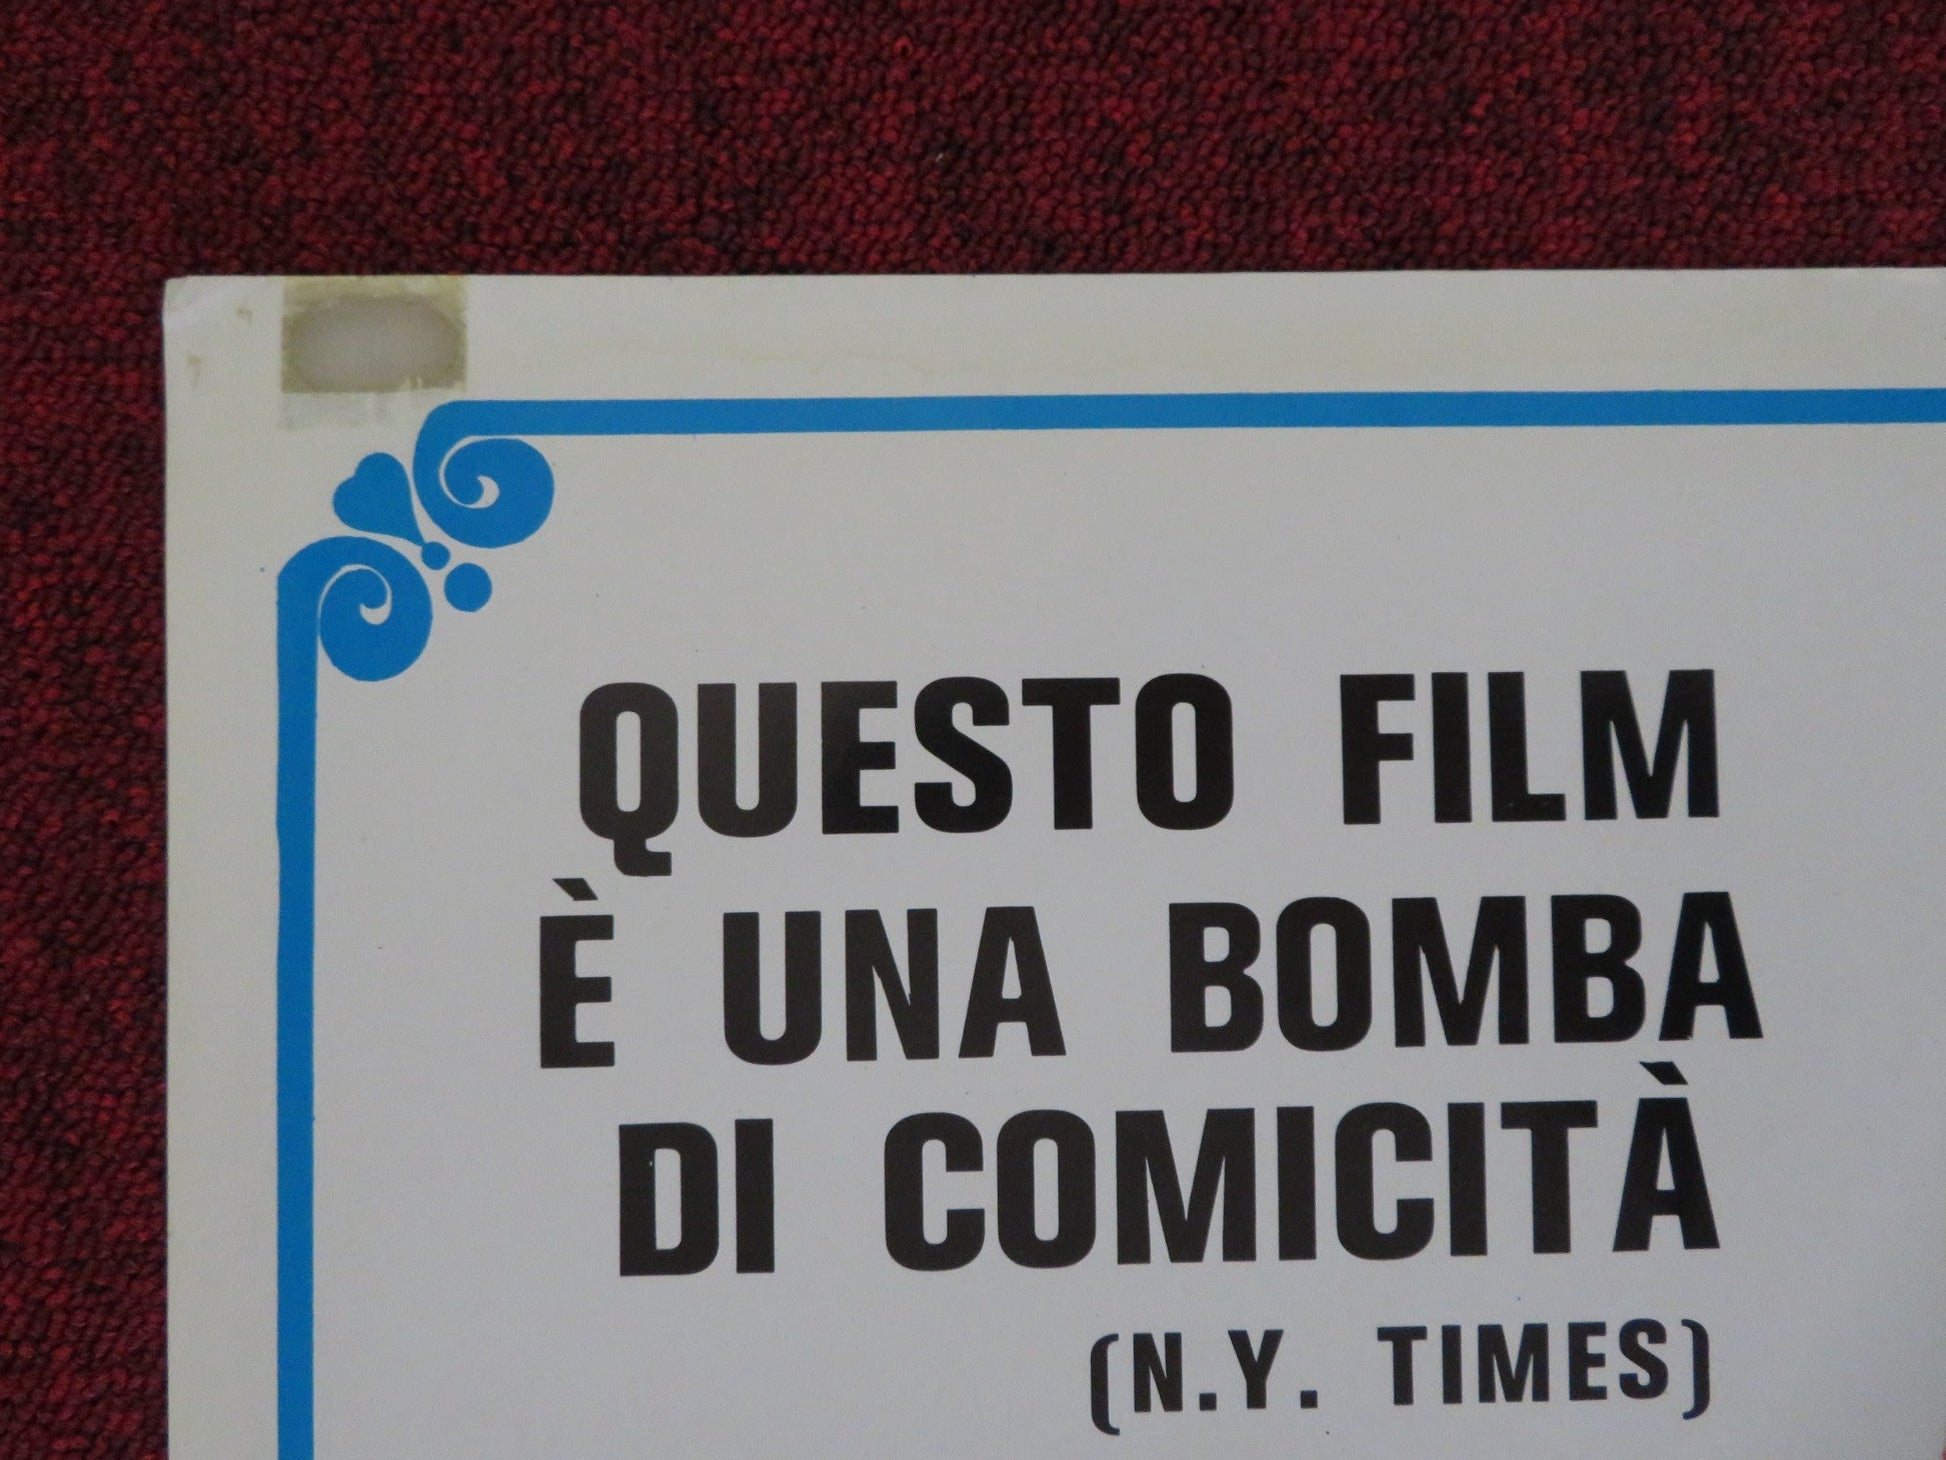 QUESTO FILM
È UNA BOMBA
DI COMICITÀ
(N.Y. TIMES)